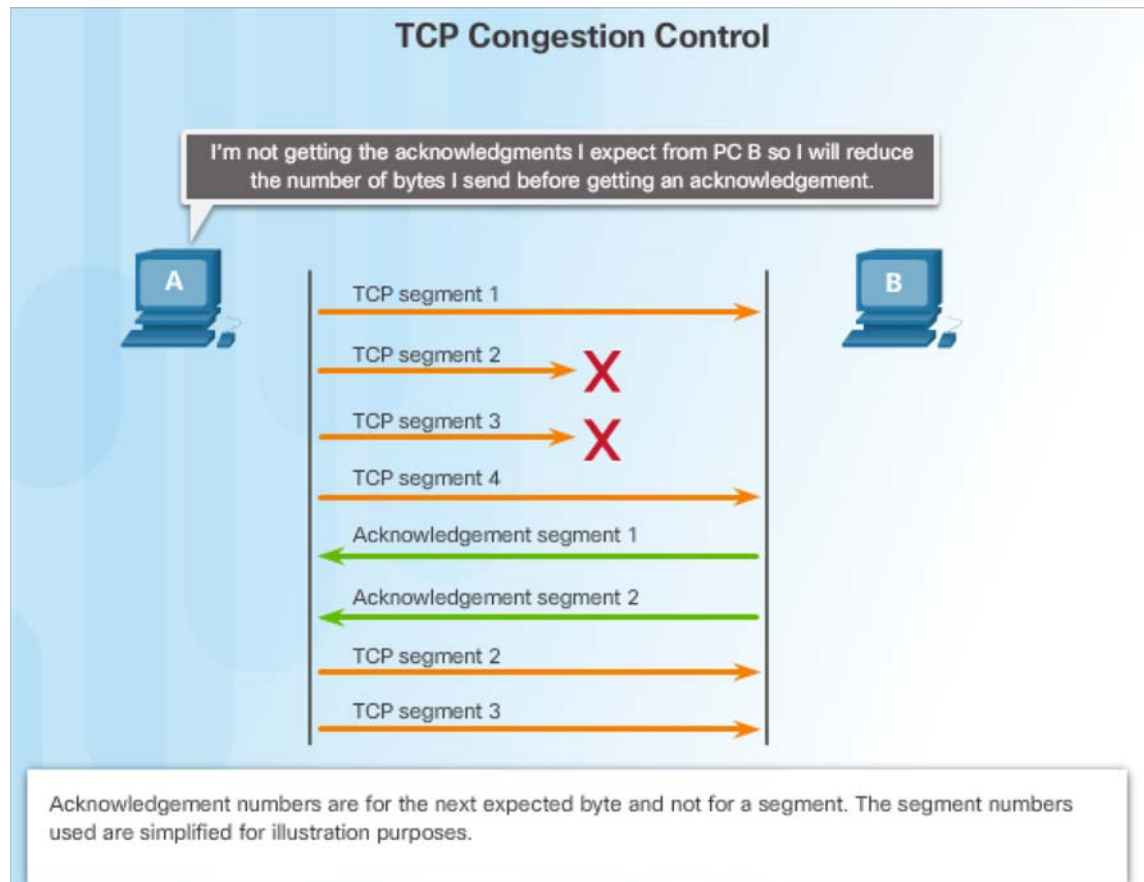 TCP Congestion Control
I'm not getting the acknowledgments I expect from PC B so I will reduce
the number of bytes I send before getting an acknowledgement.
A
B
TCP segment 1
TCP segment 2
X
TCP segment 3
X
TCP segment 4
Acknowledgement segment 1
Acknowledgement segment 2
TCP segment 2
TCP segment 3
Acknowledgement numbers are for the next expected byte and not for a segment. The segment numbers
used are simplified for illustration purposes.